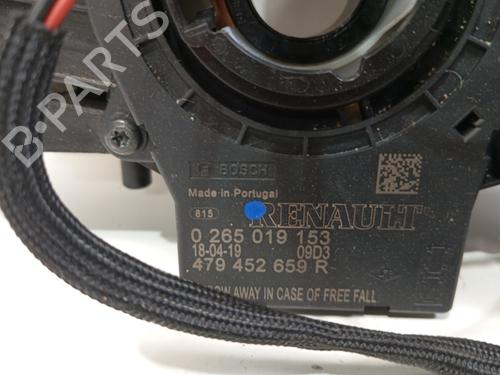 B-PARTS
BOSCH
Made-in-Portugal
815
RENAULT
0 265 019 153
18-04-19 09D3
479 452 659 R
AWAY IN CASE OF FREE FALL